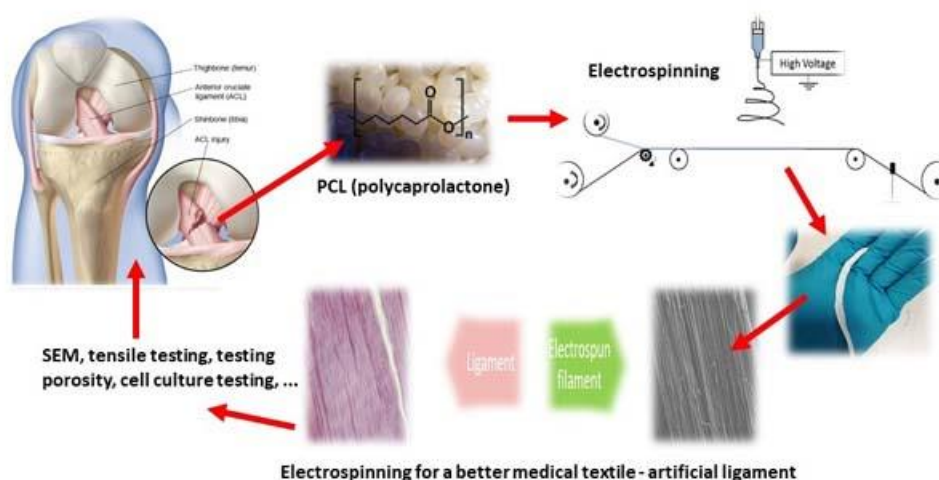 Thighbone (femur)
Anterior cruciate
ligament (ACL)
Shinbone (tibia)
ACL injury
O
O
n
PCL (polycaprolactone)
Electrospinning
High Voltage
SEM, tensile testing, testing
porosity, cell culture testing, ...
Ligament
Electrospun
filament
Electrospinning for a better medical textile - artificial ligament